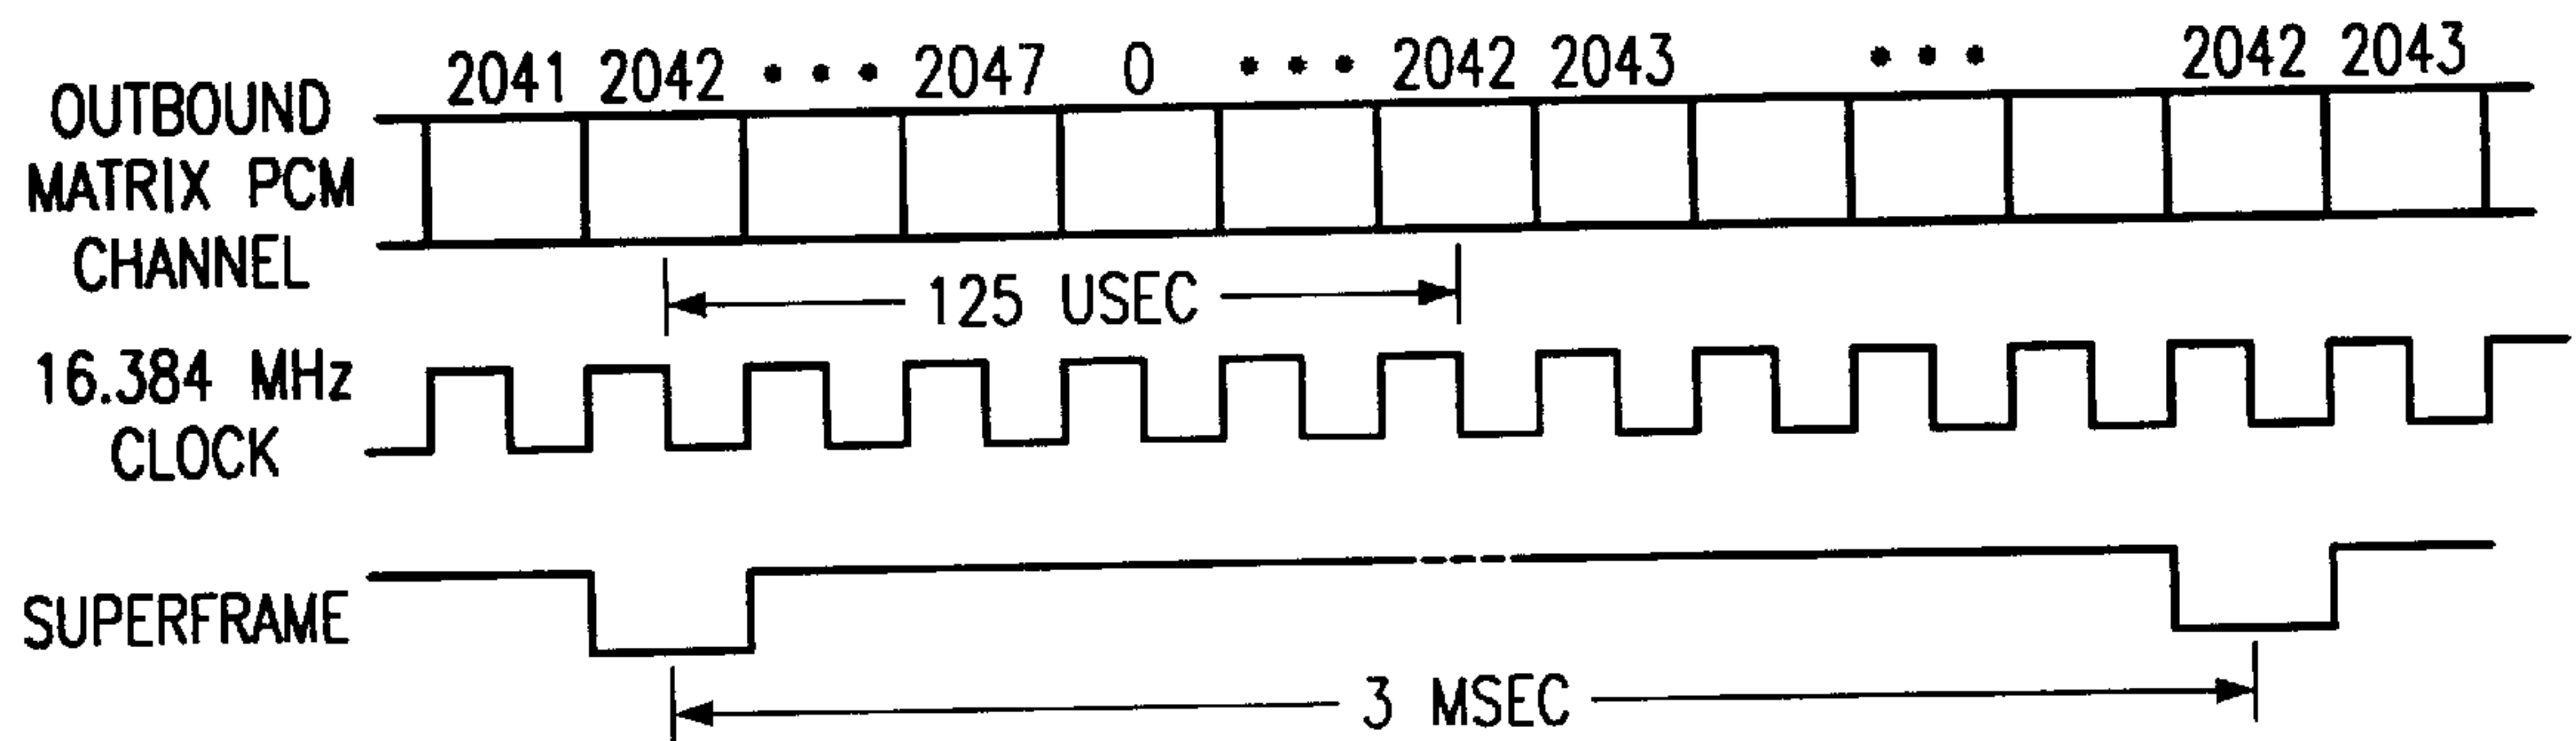 2041 2042 • • • 2047 0 • • • 2042 2043 • • • 2042 2043
OUTBOUND
MATRIX PCM
CHANNEL
125 USEC
16.384 MHz
CLOCK
SUPERFRAME
3 MSEC